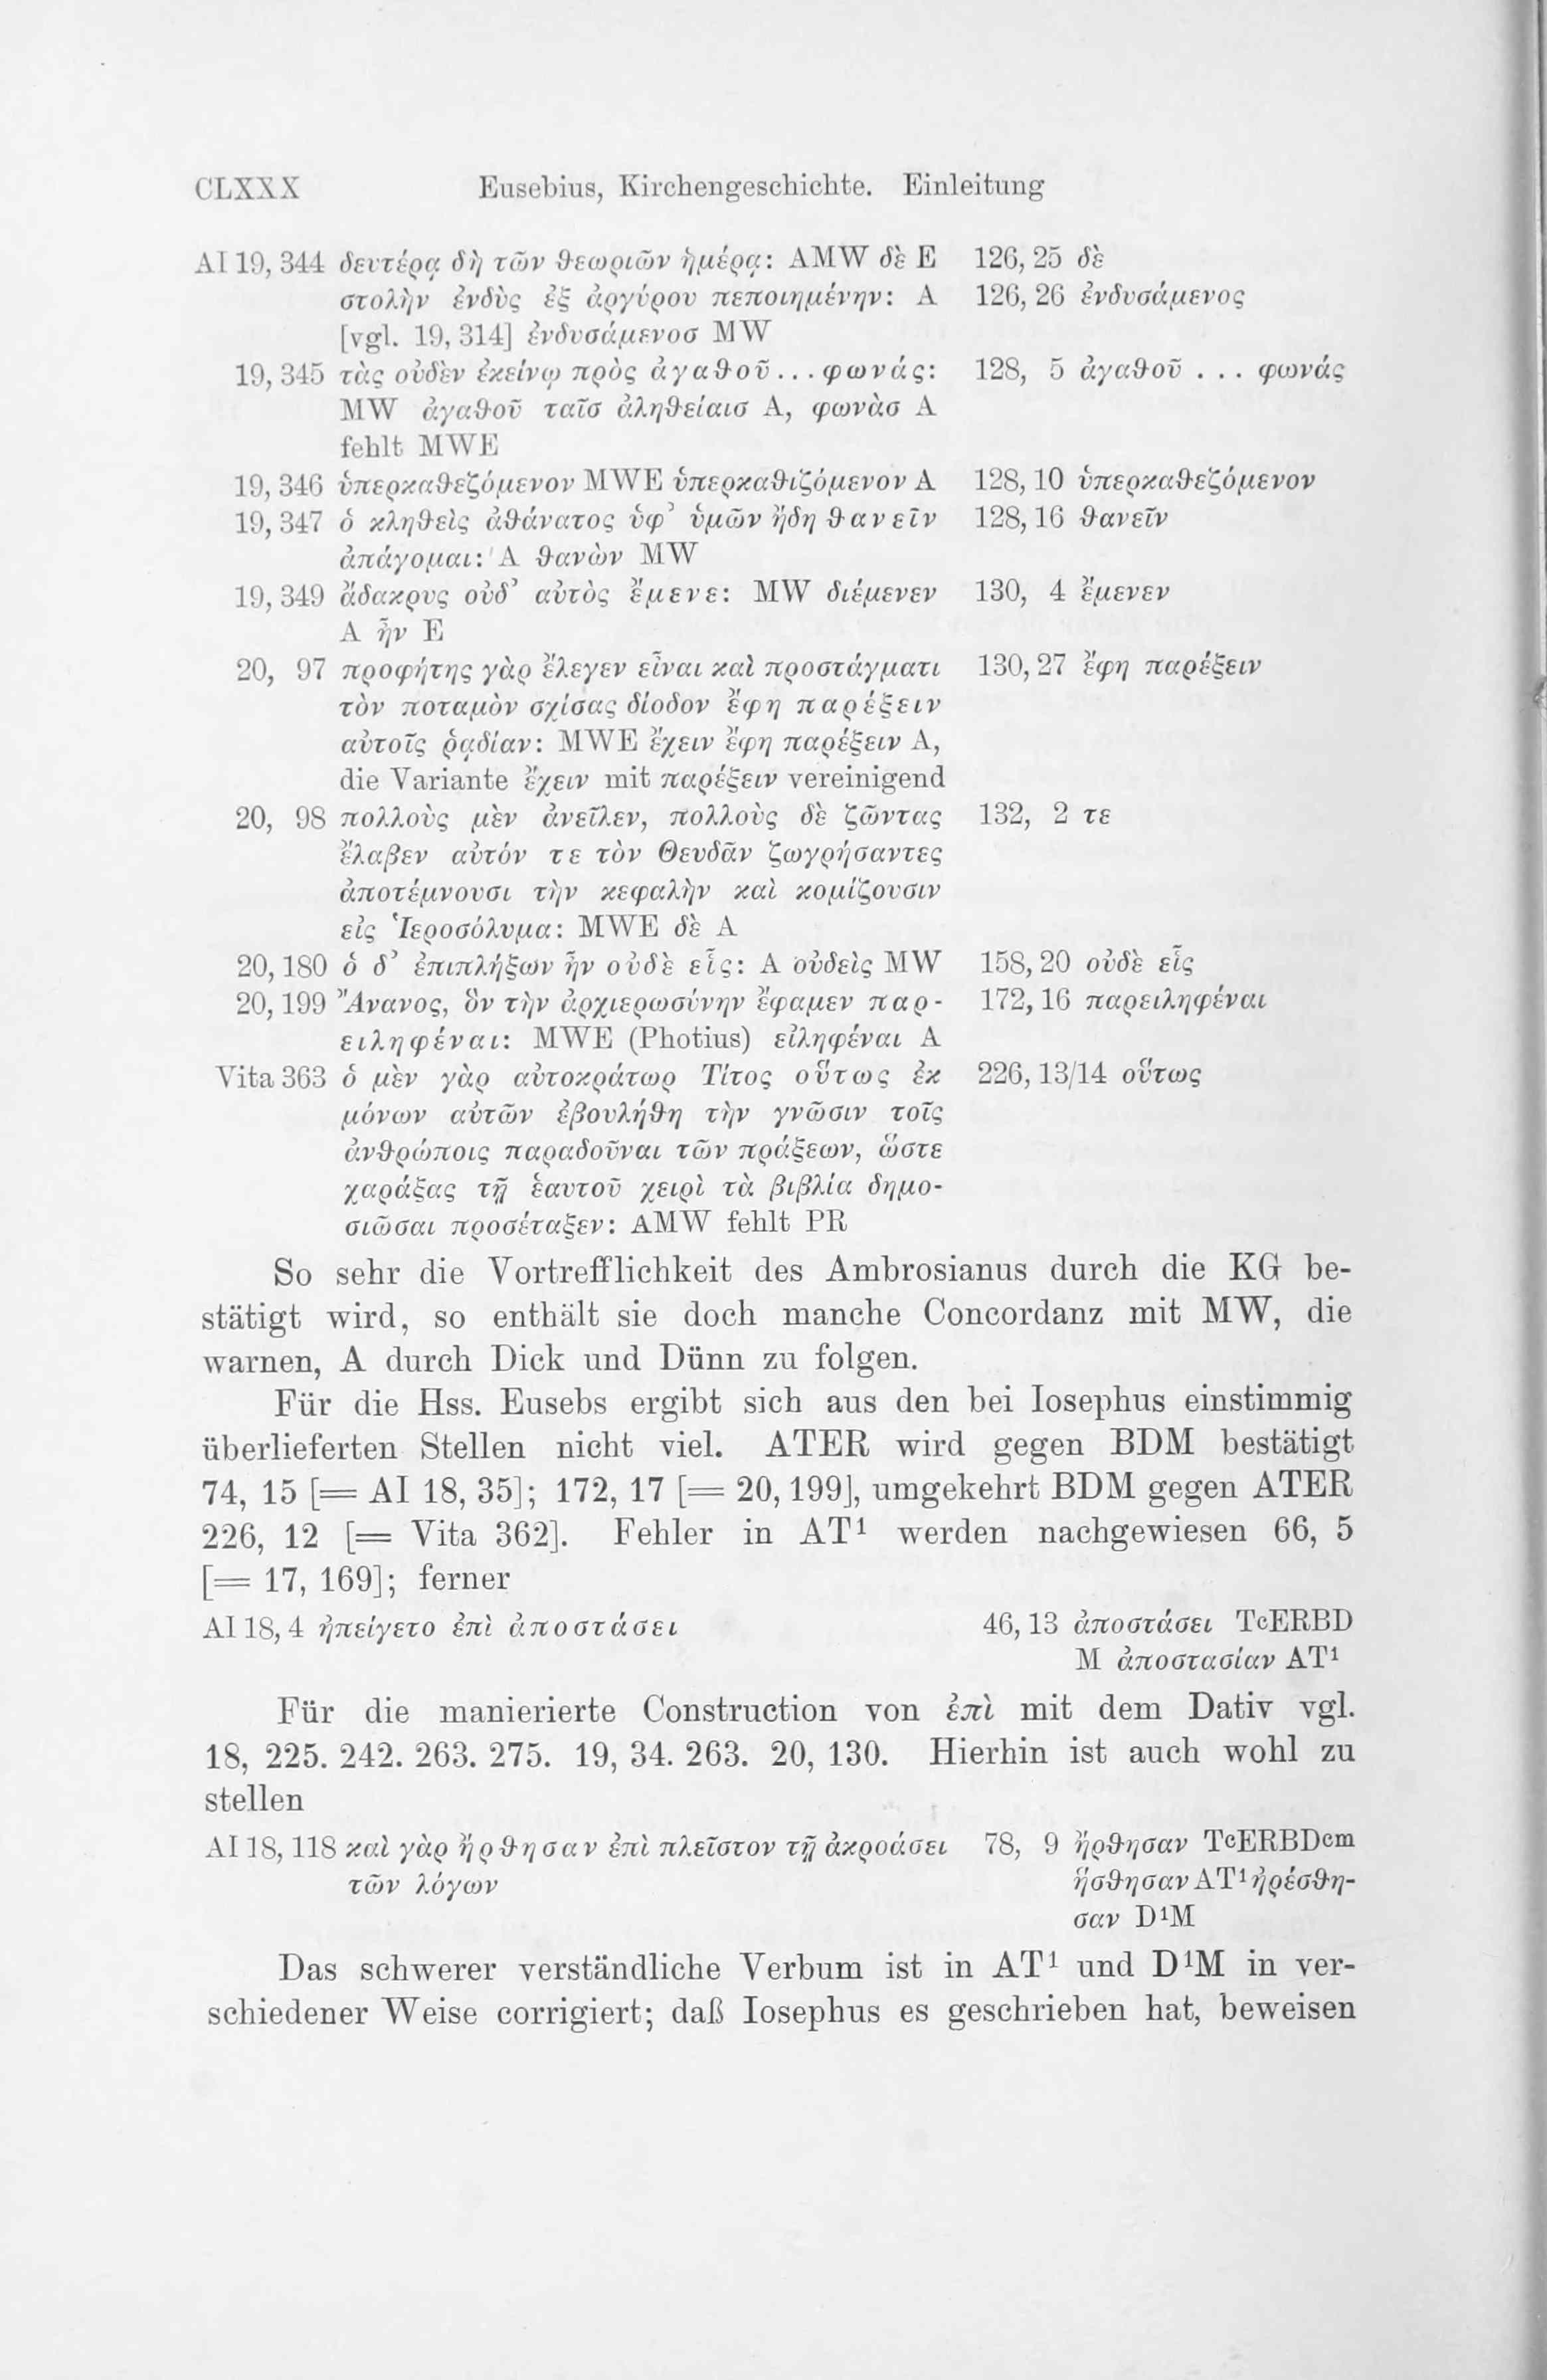 CLXXX Eusebius, Kirchengeschichte. Einleitung
AI 19, 344 δευτέρᾳ δὴ τῶν θεωριῶν ἡμέρᾳ: AMW δὲ E 126, 25 δὲ
στολὴν ἐνδὺς ἐξ ἀργύρου πεποιημένην: A 126, 26 ἐνδυσάμενος
[vgl. 19, 314] ἐνδυσάμενοσ MW
19, 345 τὰς οὐδὲν ἐκείνῳ πρὸς ἀγαθοῦ... φωνάς: 128, 5 ἀγαθοῦ . . . φωνάς
MW ἀγαθοῦ ταῖσ ἀληθείαισ A, φωνὰσ A
fehlt MWE
19, 346 ὑπερκαθεζόμενον MWE ὑπερκαθιζόμενον A 128, 10 ὑπερκαθεζόμενον
19, 347 ὁ κληθεὶς ἀθάνατος ὑφ’ ὑμῶν ἤδη θανεῖν 128, 16 θανεῖν
ἀπάγομαι: A θανὼν MW
19, 349 ἄδακρυς οὐδ’ αὐτὸς ἔμενε: MW διέμενεν 130, 4 ἔμενεν
A ἦν E
20, 97 προφήτης γὰρ ἔλεγεν εἶναι καὶ προστάγματι 130, 27 ἔφη παρέξειν
τὸν ποταμὸν σχίσας δίοδον ἔφη παρέξειν
αὐτοῖς ῥᾳδίαν: MWE ἔχειν ἔφη παρέξειν A,
die Variante ἔχειν mit παρέξειν vereinigend
20, 98 πολλοὺς μὲν ἀνεῖλεν, πολλοὺς δὲ ζῶντας 132, 2 τε
ἔλαβεν αὐτόν τε τὸν Θευδᾶν ζωγρήσαντες
ἀποτέμνουσι τὴν κεφαλὴν καὶ κομίζουσιν
εἰς Ἱεροσόλυμα: MWE δὲ A
20, 180 ὁ δ’ ἐπιπλήξων ἦν οὐδὲ εἷς: A οὐδεὶς MW 158, 20 οὐδὲ εἷς
20, 199 Ἄνανος, ὃν τὴν ἀρχιερωσύνην ἔφαμεν παρ- 172, 16 παρειληφέναι
ειληφέναι: MWE (Photius) εἰληφέναι A
Vita 363 ὁ μὲν γὰρ αὐτοκράτωρ Τίτος οὕτως ἐκ 226, 13/14 οὕτως
μόνων αὐτῶν ἐβουλήθη τὴν γνῶσιν τοῖς
ἀνθρώποις παραδοῦναι τῶν πράξεων, ὥστε
χαράξας τῇ ἑαυτοῦ χειρὶ τὰ βιβλία δημο-
σιῶσαι προσέταξεν: AMW fehlt PR
So sehr die Vortrefflichkeit des Ambrosianus durch die KG be-
stätigt wird, so enthält sie doch manche Concordanz mit MW, die
warnen, A durch Dick und Dünn zu folgen.
Für die Hss. Eusebs ergibt sich aus den bei Iosephus einstimmig
überlieferten Stellen nicht viel. ATER wird gegen BDM bestätigt
74, 15 [= AI 18, 35]; 172, 17 [= 20, 199], umgekehrt BDM gegen ATER
226, 12 [= Vita 362]. Fehler in AT¹ werden nachgewiesen 66, 5
[= 17, 169]; ferner
AI 18, 4 ἠπείγετο ἐπὶ ἀποστάσει 46, 13 ἀποστάσει TᶜERBD
M ἀποστασίαν AT¹
Für die manierierte Construction von ἐπὶ mit dem Dativ vgl.
18, 225. 242. 263. 275. 19, 34. 263. 20, 130. Hierhin ist auch wohl zu
stellen
AI 18, 118 καὶ γὰρ ἤρθησαν ἐπὶ πλεῖστον τῇ ἀκροάσει 78, 9 ἤρθησαν TᶜERBDᶜᵐ
τῶν λόγων ἥσθησαν AT¹ ἠρέσθη-
σαν D¹M
Das schwerer verständliche Verbum ist in AT¹ und D¹M in ver-
schiedener Weise corrigiert; daß Iosephus es geschrieben hat, beweisen